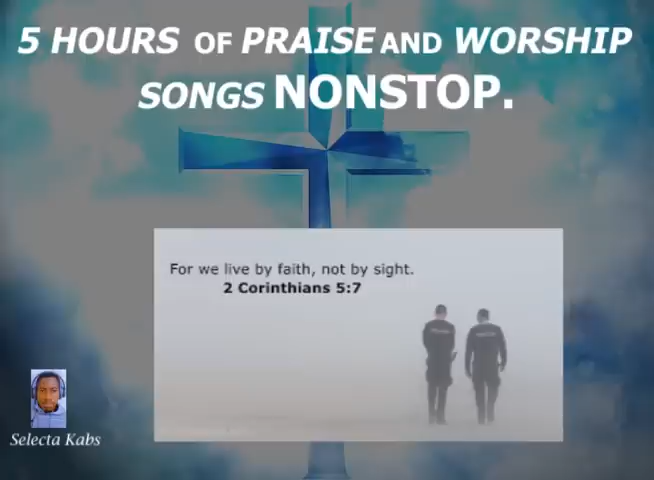 5 HOURS OF PRAISE AND WORSHIP
SONGS NONSTOP.
For we live by faith, not by sight.
2 Corinthians 5:7
Selecta Kabs